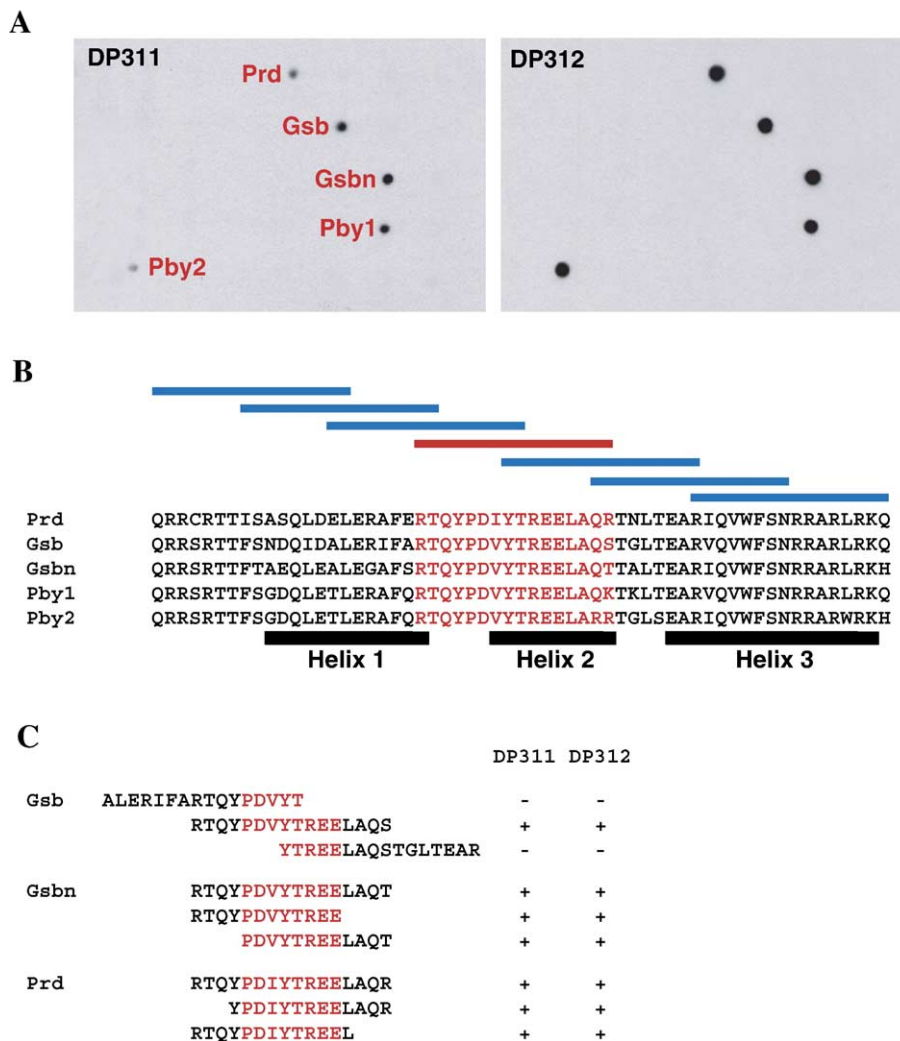 A
DP311
Prd
Gsb
Gsbn
Pby1
Pby2
DP312
B
Prd QRRCRTTISASQLDELERAFERTQYPDIYTREELAQRTNLTEARIQVWFSNRRARLRKQ
Gsb QRRSRTTFSNDQIDALERIFARTQYPDVYTREELAQSTGLTEARVQVWFSNRRARLRKQ
Gsbn QRRSRTTFTAEQLEALEGAFSRTQYPDVYTREELAQTTALTEARIQVWFSNRRARLRKH
Pby1 QRRSRTTFSGDQLETLERAFQRTQYPDVYTREELAQKTKLTEARIQVWFSNRRARLRKQ
Pby2 QRRSRTTFSGDQLETLERAFQRTQYPDVYTREELARRTGLSEARIQVWFSNRRARWRKH
Helix 1 Helix 2 Helix 3
C
DP311 DP312
Gsb ALERIFARTQYPDVYT - -
RTQYPDVYTREELAQS + +
YTREELAQSTGLTEAR - -
Gsbn RTQYPDVYTREELAQT + +
RTQYPDVYTREE + +
PDVYTREELAQT + +
Prd RTQYPDIYTREELAQR + +
YPDIYTREELAQR + +
RTQYPDIYTREEL + +